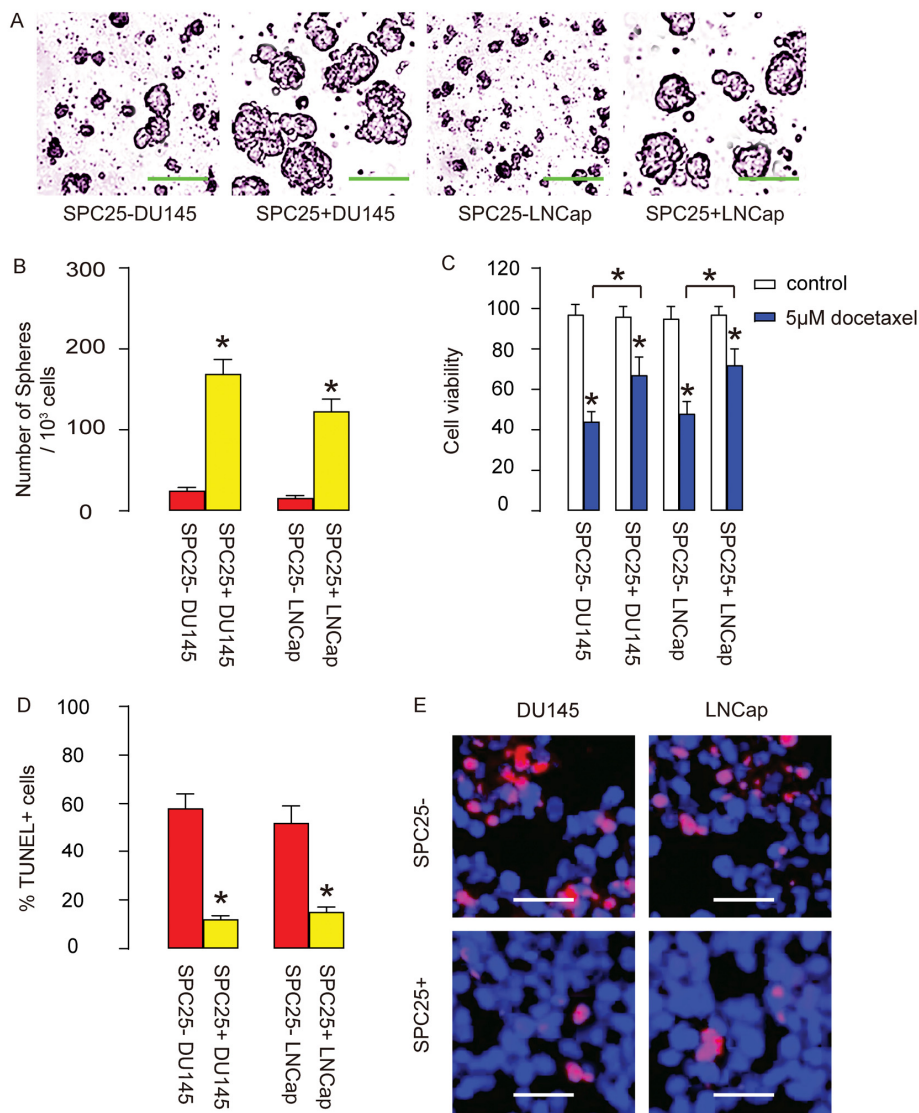 A
SPC25-DU145
SPC25+DU145
SPC25-LNCap
SPC25+LNCap
B
Number of Spheres
/ 10³ cells
300
200
100
0
*
*
SPC25- DU145
SPC25+ DU145
SPC25- LNCap
SPC25+ LNCap
C
Cell viability
120
100
80
60
40
20
0
*
*
*
*
*
*
control
5µM docetaxel
SPC25- DU145
SPC25+ DU145
SPC25- LNCap
SPC25+ LNCap
D
% TUNEL+ cells
100
80
60
40
20
0
*
*
SPC25- DU145
SPC25+ DU145
SPC25- LNCap
SPC25+ LNCap
E
DU145
LNCap
SPC25-
SPC25+